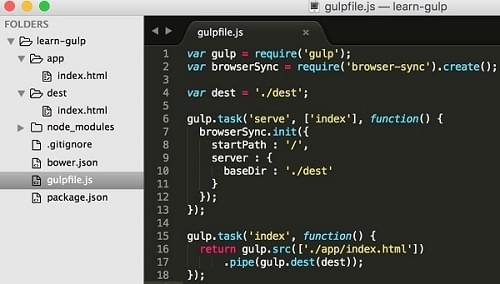 gulpfile.js — learn-gulp
FOLDERS
learn-gulp
app
index.html
dest
index.html
node_modules
.gitignore
bower.json
gulpfile.js
package.json
gulpfile.js ×
1 var gulp = require('gulp');
2 var browserSync = require('browser-sync').create();
3
4 var dest = './dest';
5
6 gulp.task('serve', ['index'], function() {
7 browserSync.init({
8 startPath : '/',
9 server : {
10 baseDir : './dest'
11 }
12 });
13 });
14
15 gulp.task('index', function() {
16 return gulp.src(['./app/index.html'])
17 .pipe(gulp.dest(dest));
18 });